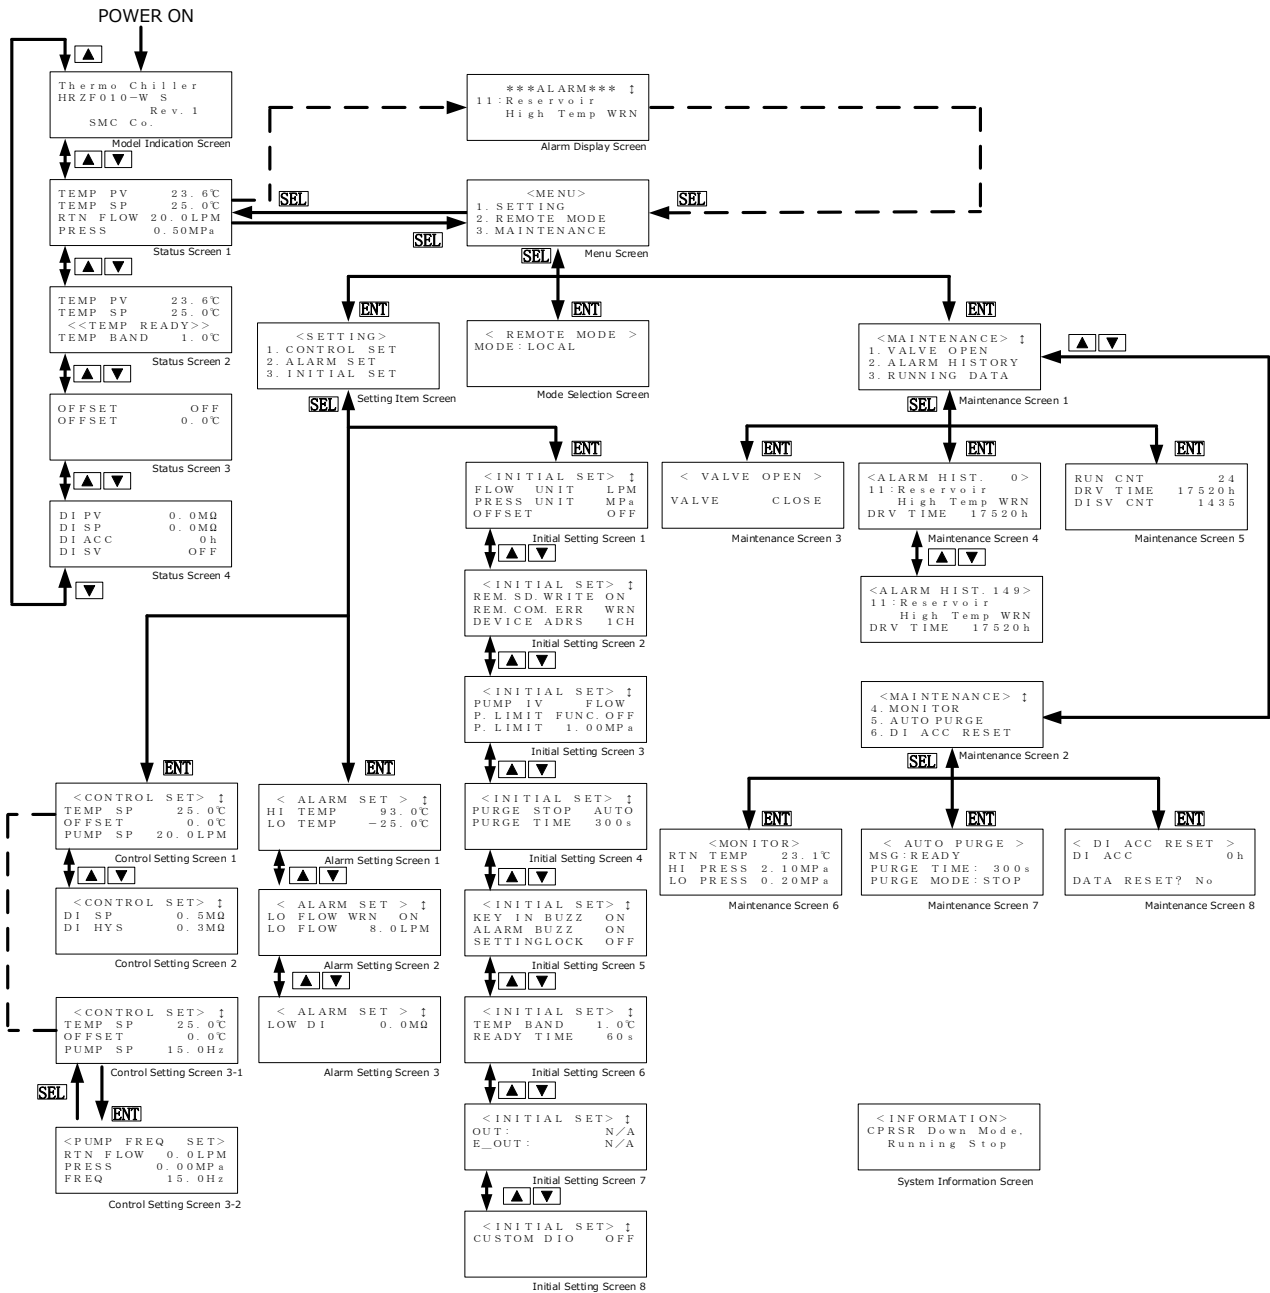 POWER ON
▲
Thermo Chiller
HRZF010-W S
Rev. 1
SMC Co.
Model Indication Screen
▲ ▼
TEMP PV 23.6℃
TEMP SP 25.0℃
RTN FLOW 20.0LPM
PRESS 0.50MPa
Status Screen 1
▲ ▼
TEMP PV 23.6℃
TEMP SP 25.0℃
<<TEMP READY>>
TEMP BAND 1.0℃
Status Screen 2
▲ ▼
OFFSET OFF
OFFSET 0.0℃
Status Screen 3
▲ ▼
DI PV 0.0MΩ
DI SP 0.0MΩ
DI ACC 0h
DI SV OFF
Status Screen 4
▼
***ALARM*** ↕
11:Reservoir
High Temp WRN
Alarm Display Screen
SEL
SEL
SEL
<MENU>
1. SETTING
2. REMOTE MODE
3. MAINTENANCE
Menu Screen
SEL
ENT
ENT
ENT
<SETTING>
1. CONTROL SET
2. ALARM SET
3. INITIAL SET
Setting Item Screen
< REMOTE MODE >
MODE:LOCAL
Mode Selection Screen
<MAINTENANCE> ↕
1. VALVE OPEN
2. ALARM HISTORY
3. RUNNING DATA
Maintenance Screen 1
▲ ▼
SEL
ENT
<INITIAL SET> ↕
FLOW UNIT LPM
PRESS UNIT MPa
OFFSET OFF
Initial Setting Screen 1
▲ ▼
<INITIAL SET> ↕
REM. SD. WRITE ON
REM. COM. ERR WRN
DEVICE ADRS 1CH
Initial Setting Screen 2
▲ ▼
<INITIAL SET> ↕
PUMP IV FLOW
P. LIMIT FUNC. OFF
P. LIMIT 1.00MPa
Initial Setting Screen 3
▲ ▼
<INITIAL SET> ↕
PURGE STOP AUTO
PURGE TIME 300s
Initial Setting Screen 4
▲ ▼
<INITIAL SET> ↕
KEY IN BUZZ ON
ALARM BUZZ ON
SETTINGLOCK OFF
Initial Setting Screen 5
▲ ▼
<INITIAL SET> ↕
TEMP BAND 1.0℃
READY TIME 60s
Initial Setting Screen 6
▲ ▼
<INITIAL SET> ↕
OUT: N/A
E_OUT: N/A
Initial Setting Screen 7
▲ ▼
<INITIAL SET> ↕
CUSTOM DIO OFF
Initial Setting Screen 8
SEL
ENT
ENT
ENT
< VALVE OPEN >
VALVE CLOSE
Maintenance Screen 3
<ALARM HIST. 0>
11:Reservoir
High Temp WRN
DRV TIME 17520h
Maintenance Screen 4
▲ ▼
<ALARM HIST. 149>
11:Reservoir
High Temp WRN
DRV TIME 17520h
RUN CNT 24
DRV TIME 17520h
DISV CNT 1435
Maintenance Screen 5
<MAINTENANCE> ↕
4. MONITOR
5. AUTO PURGE
6. DI ACC RESET
Maintenance Screen 2
SEL
ENT
ENT
ENT
<MONITOR>
RTN TEMP 23.1℃
HI PRESS 2.10MPa
LO PRESS 0.20MPa
Maintenance Screen 6
< AUTO PURGE >
MSG:READY
PURGE TIME: 300s
PURGE MODE:STOP
Maintenance Screen 7
< DI ACC RESET >
DI ACC 0h
DATA RESET? No
Maintenance Screen 8
ENT
ENT
<CONTROL SET> ↕
TEMP SP 25.0℃
OFFSET 0.0℃
PUMP SP 20.0LPM
Control Setting Screen 1
▲ ▼
<CONTROL SET> ↕
DI SP 0.5MΩ
DI HYS 0.3MΩ
Control Setting Screen 2
<CONTROL SET> ↕
TEMP SP 25.0℃
OFFSET 0.0℃
PUMP SP 15.0Hz
Control Setting Screen 3-1
SEL
ENT
<PUMP FREQ SET>
RTN FLOW 0.0LPM
PRESS 0.00MPa
FREQ 15.0Hz
Control Setting Screen 3-2
< ALARM SET > ↕
HI TEMP 93.0℃
LO TEMP -25.0℃
Alarm Setting Screen 1
▲ ▼
< ALARM SET > ↕
LO FLOW WRN ON
LO FLOW 8.0LPM
Alarm Setting Screen 2
▲ ▼
< ALARM SET > ↕
LOW DI 0.0MΩ
Alarm Setting Screen 3
<INFORMATION>
CPRSR Down Mode,
Running Stop
System Information Screen